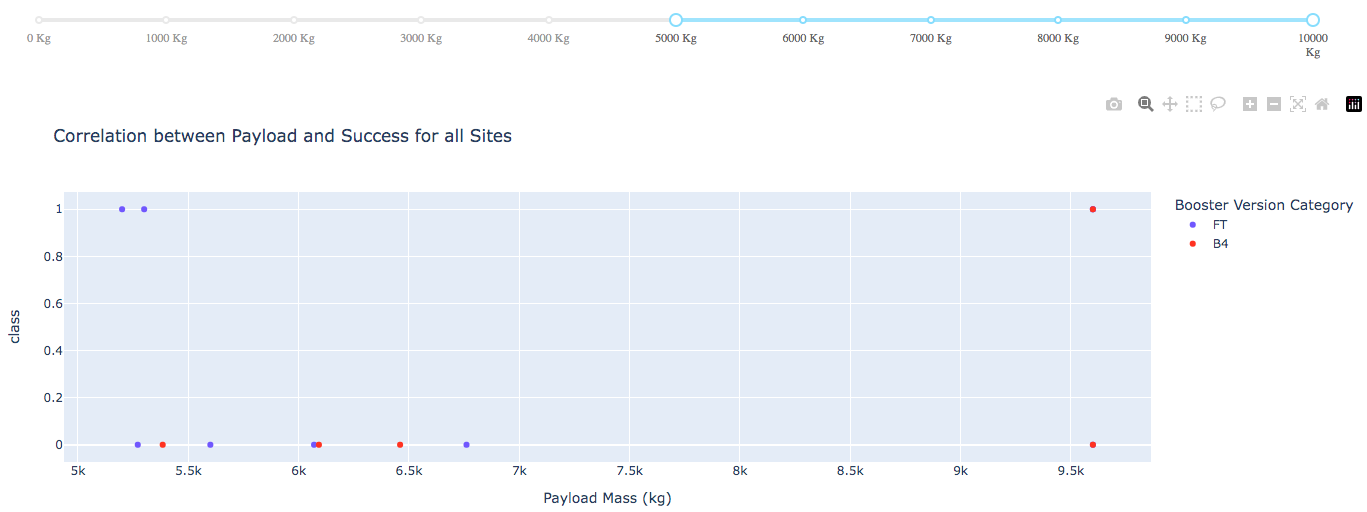 0 Kg 1000 Kg 2000 Kg 3000 Kg 4000 Kg 5000 Kg 6000 Kg 7000 Kg 8000 Kg 9000 Kg 10000
Kg
Correlation between Payload and Success for all Sites
Booster Version Category
FT
B4
class
1
0.8
0.6
0.4
0.2
0
5k 5.5k 6k 6.5k 7k 7.5k 8k 8.5k 9k 9.5k
Payload Mass (kg)